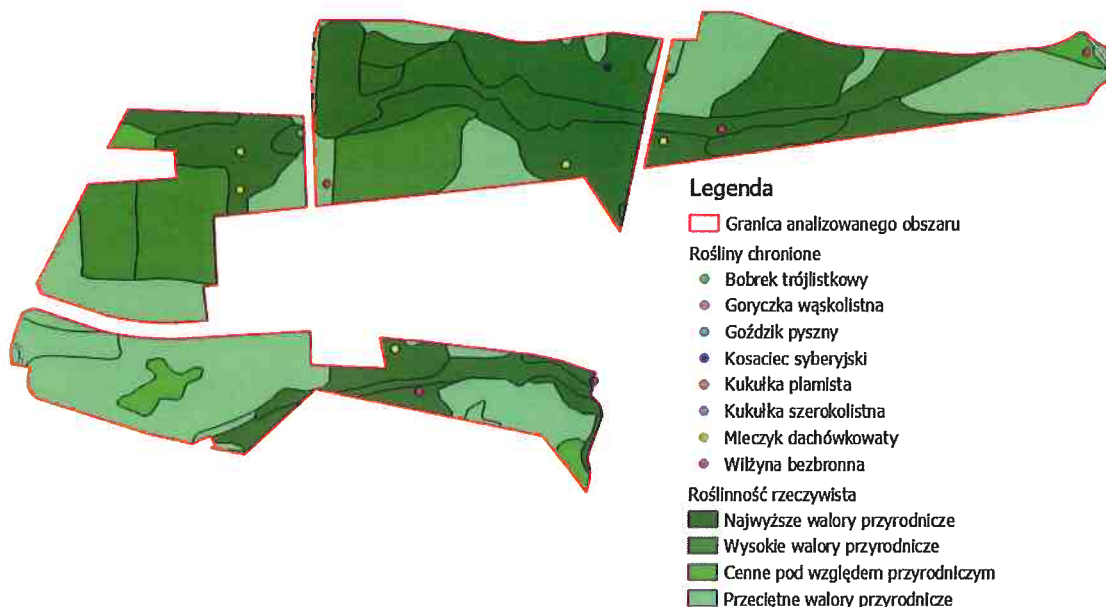 Legenda
Granica analizowanego obszaru
Rośliny chronione
Bobrek trójlistkowy
Goryczka wąskolistna
Goździk pyszny
Kosaciec syberyjski
Kukułka plamista
Kukułka szerokolistna
Mieczyk dachówkowaty
Wilżyna bezbronna
Roślinność rzeczywista
Najwyższe walory przyrodnicze
Wysokie walory przyrodnicze
Cenne pod względem przyrodniczym
Przeciętne walory przyrodnicze